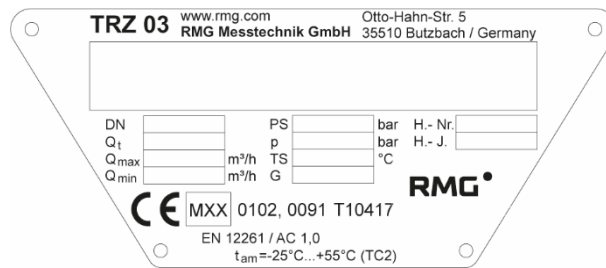 TRZ 03 www.rmg.com Otto-Hahn-Str. 5
RMG Messtechnik GmbH 35510 Butzbach / Germany
DN PS bar H.- Nr.
Qt p bar H.- J.
Qmax m³/h TS °C
Qmin m³/h G
RMG
CE MXX 0102, 0091 T10417
EN 12261 / AC 1,0
tam=-25°C...+55°C (TC2)